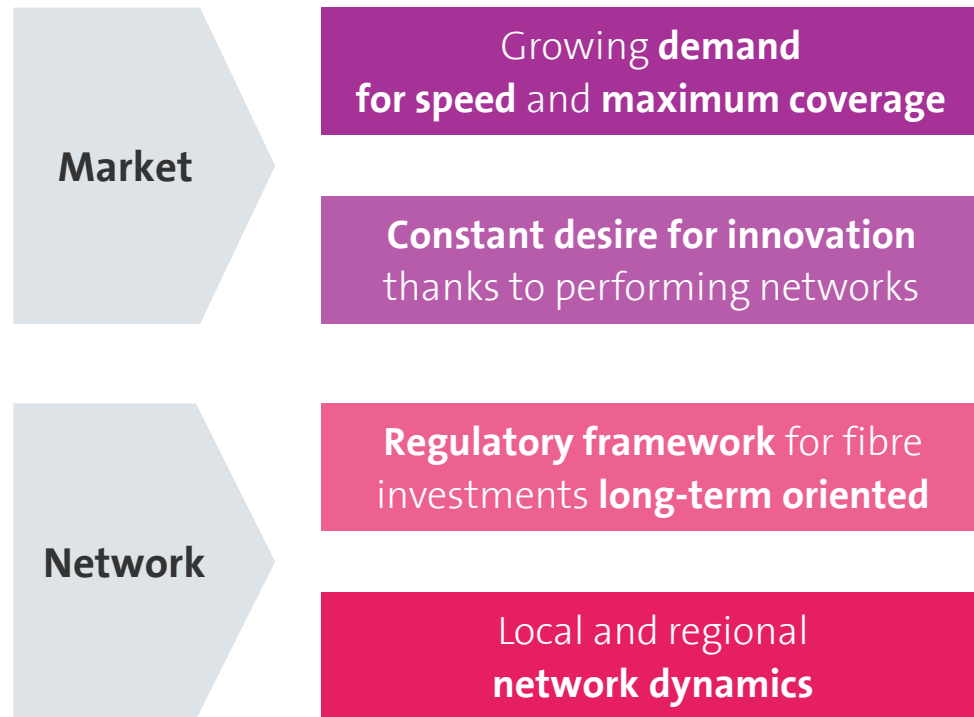 Market
Growing demand
for speed and maximum coverage
Constant desire for innovation
thanks to performing networks
Network
Regulatory framework for fibre
investments long-term oriented
Local and regional
network dynamics